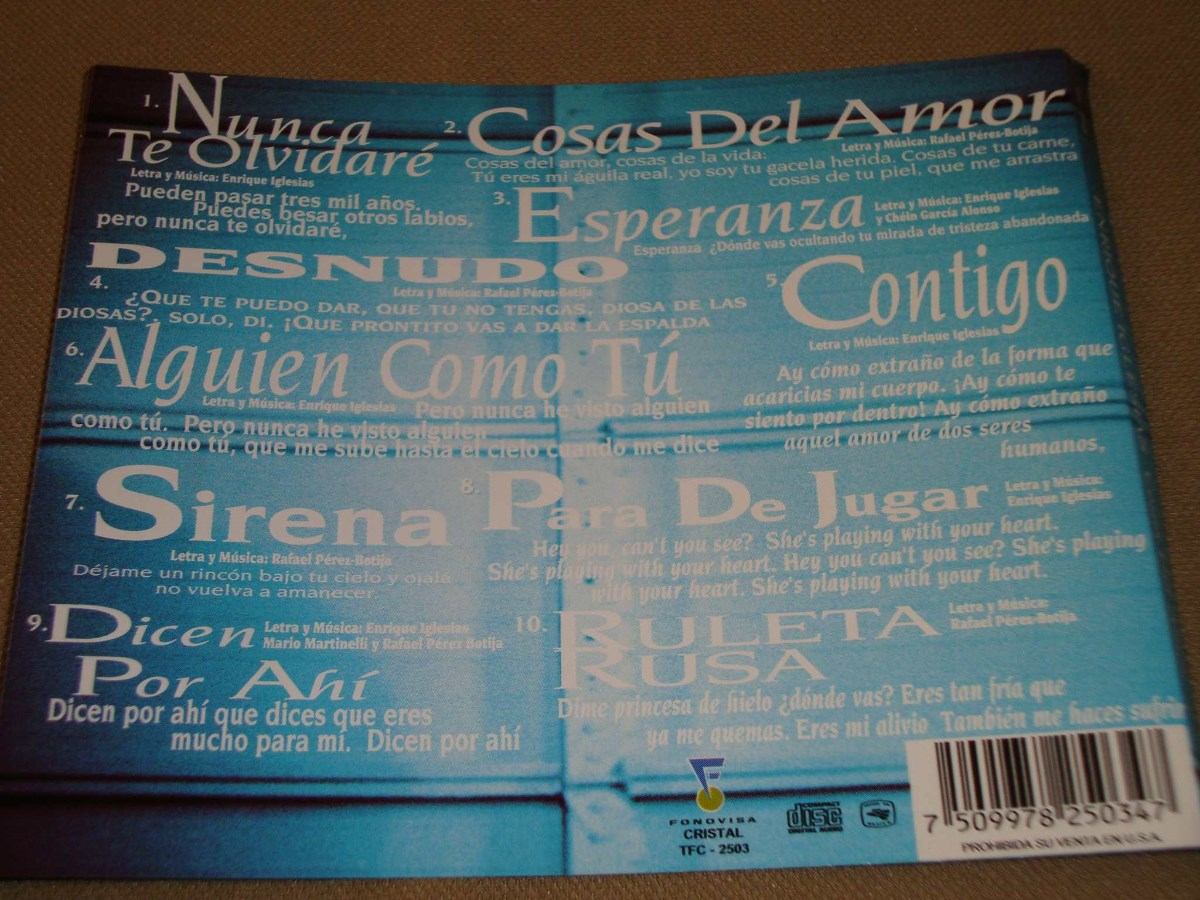 1. Nunca
Te Olvidaré
Letra y Música: Enrique Iglesias
Pueden pasar tres mil años.
Puedes besar otros labios,
pero nunca te olvidaré,
2. Cosas Del Amor
Letra y Música: Rafael Pérez-Botija
Cosas del amor, cosas de la vida:
Tú eres mi águila real, yo soy tu gacela herida. Cosas de tu carne,
cosas de tu piel, que me arrastra
3. Esperanza
Letra y Música: Enrique Iglesias
y Chéin García Alonso
Esperanza ¿Dónde vas ocultando tu mirada de tristeza abandonada
DESNUDO
4.
Letra y Música: Rafael Pérez-Botija
¿QUE TE PUEDO DAR, QUE TU NO TENGAS, DIOSA DE LAS
DIOSAS?, SOLO, DI. ¡QUE PRONTITO VAS A DAR LA ESPALDA
5. Contigo
Letra y Música: Enrique Iglesias
Ay cómo extraño de la forma que
acaricias mi cuerpo. ¡Ay cómo te
siento por dentro! Ay cómo extraño
aquel amor de dos seres
humanos,
6. Alguien Como Tú
Letra y Música: Enrique Iglesias Pero nunca he visto alguien
como tú. Pero nunca he visto alguien
como tú, que me sube hasta el cielo cuando me dice
7. Sirena
Letra y Música: Rafael Pérez-Botija
Déjame un rincón bajo tu cielo y ojalá
no vuelva a amanecer.
8. Para De Jugar
Letra y Música:
Enrique Iglesias
Hey you, can't you see? She's playing with your heart.
She's playing with your heart. Hey you can't you see? She's playing
with your heart. She's playing with your heart.
9. Dicen
Letra y Música: Enrique Iglesias
Mario Martinelli y Rafael Pérez Botija
Por Ahí
Dicen por ahí que dices que eres
mucho para mí. Dicen por ahí
10. RULETA
RUSA
Letra y Música:
Rafael Pérez-Botija
Dime princesa de hielo ¿dónde vas? Eres tan fría que
ya me quemas. Eres mi alivio También me haces sufrir
F
FONOVISA
CRISTAL
TFC - 2503
COMPACT
disc
DIGITAL AUDIO
7 509978 250347
PROHIBIDA SU VENTA EN U.S.A.